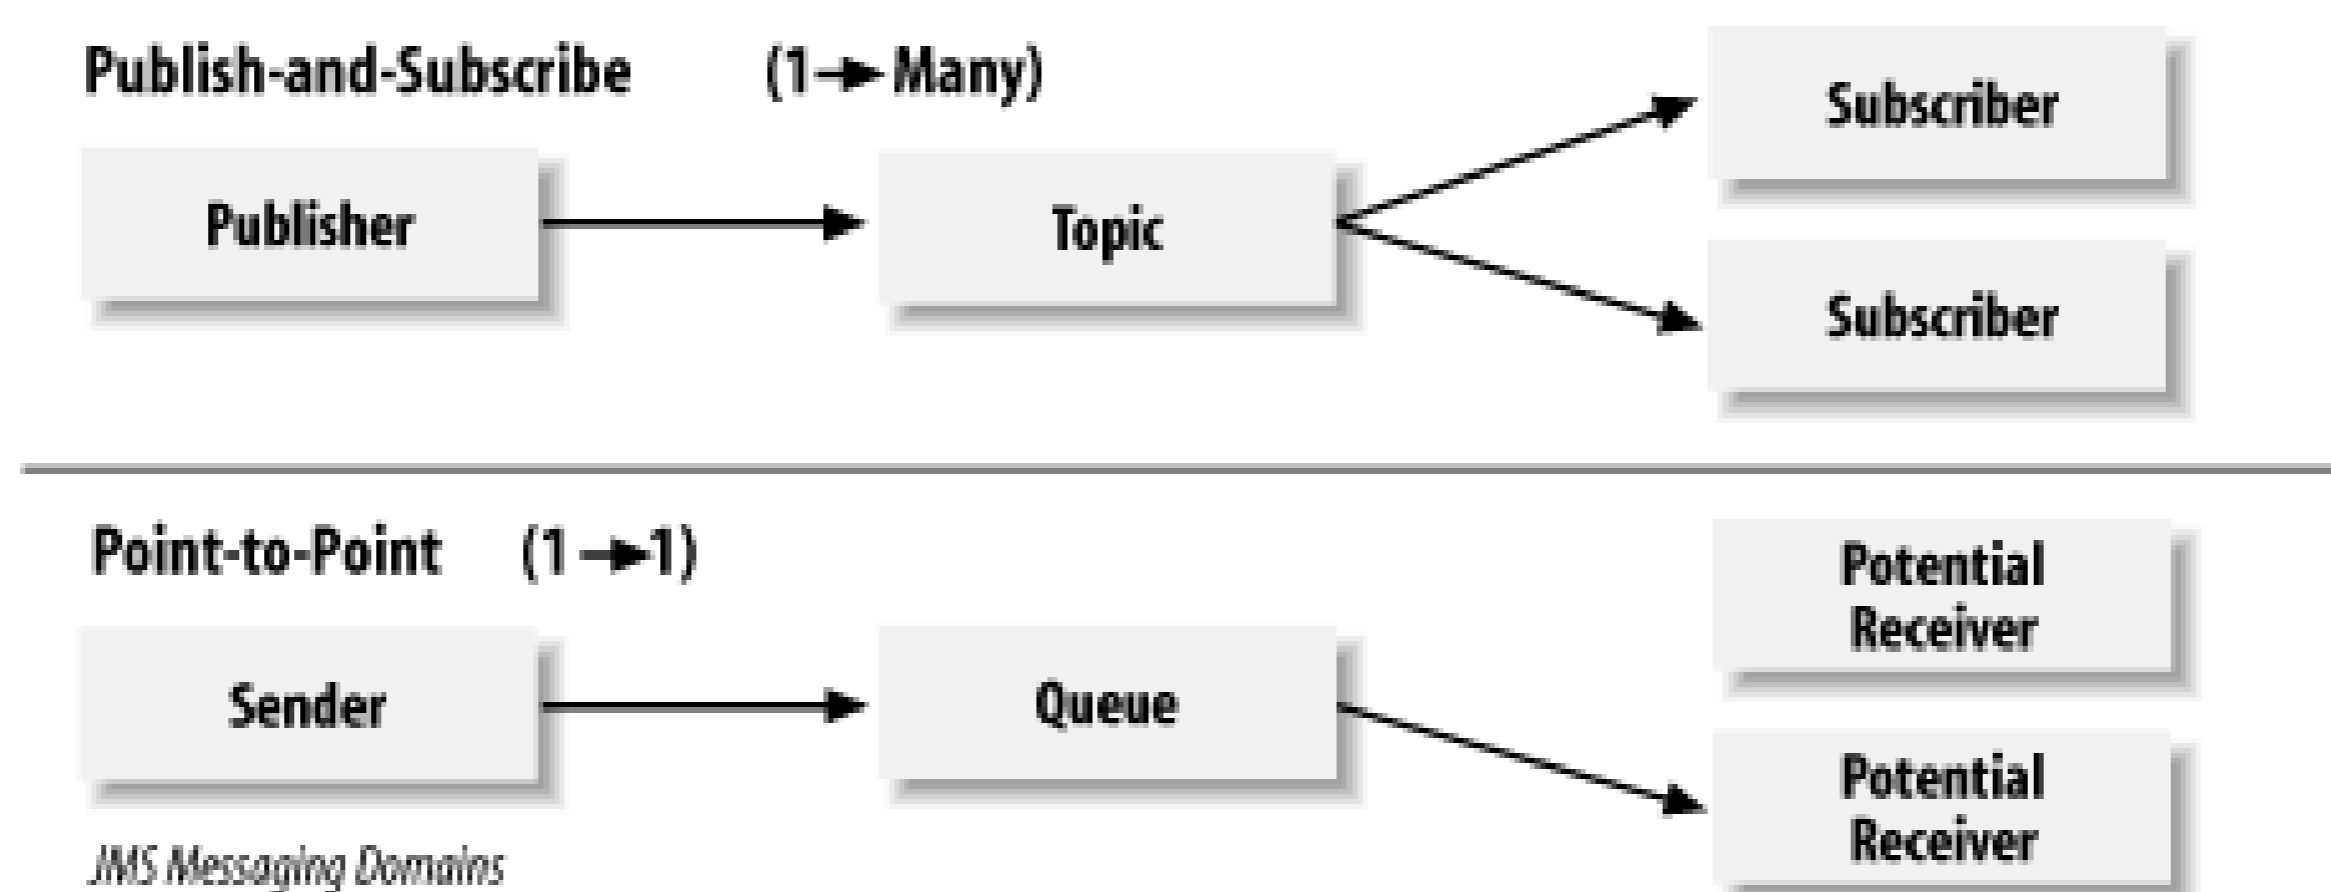 Publish-and-Subscribe (1→Many)
Publisher
Topic
Subscriber
Subscriber
Point-to-Point (1→1)
Sender
Queue
Potential
Receiver
Potential
Receiver
JMS Messaging Domains